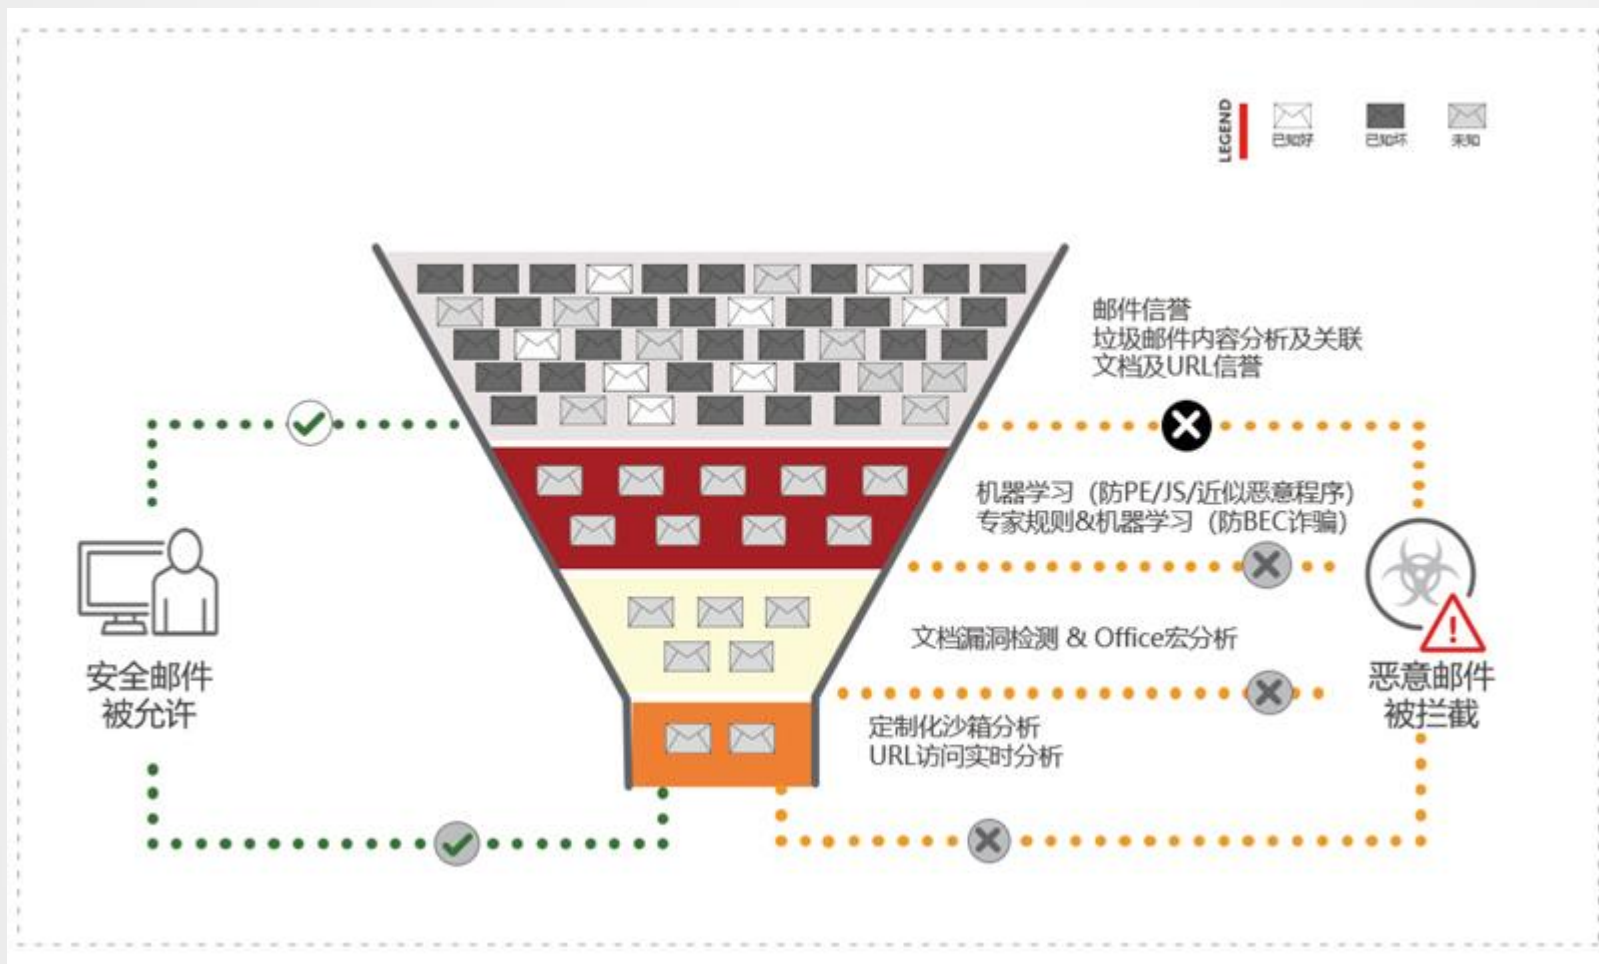 LEGEND
已知好
已知坏
未知
邮件信誉
垃圾邮件内容分析及关联
文档及URL信誉
机器学习（防PE/JS/近似恶意程序）
专家规则&机器学习（防BEC诈骗）
文档漏洞检测 & Office宏分析
安全邮件
被允许
恶意邮件
被拦截
定制化沙箱分析
URL访问实时分析